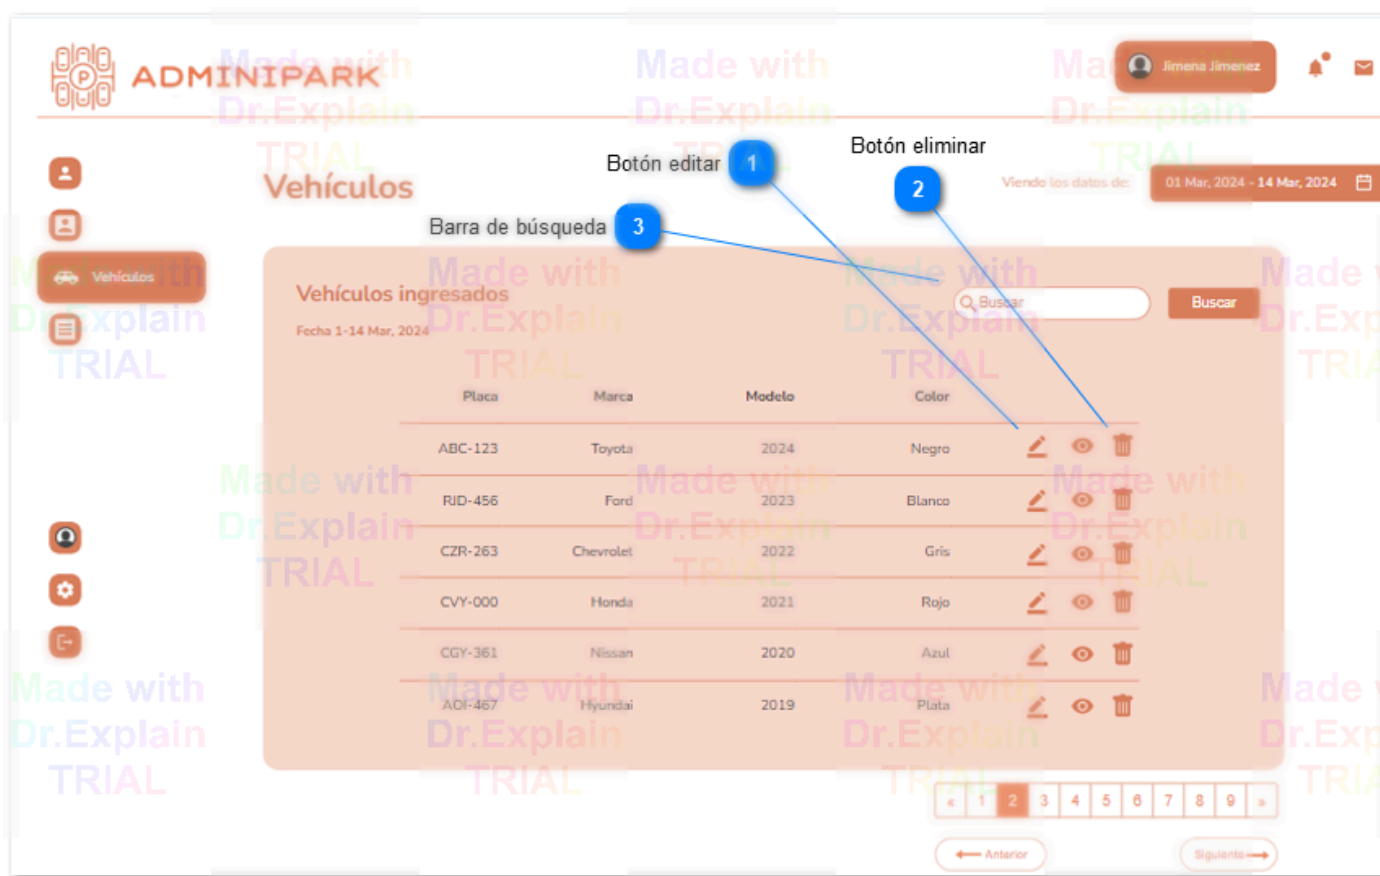 ADMINIPARK
Jimena Jimenez
Botón editar 1
Botón eliminar
2
Vehículos
Viendo los datos de:
01 Mar, 2024 - 14 Mar, 2024
Barra de búsqueda 3
Vehículos
Vehículos ingresados
Fecha 1-14 Mar, 2024
Buscar
Buscar
Placa Marca Modelo Color
ABC-123 Toyota 2024 Negro
RJD-456 Ford 2023 Blanco
CZR-263 Chevrolet 2022 Gris
CVY-000 Honda 2021 Rojo
CGY-361 Nissan 2020 Azul
AOF-467 Hyundai 2019 Plata
« 1 2 3 4 5 6 7 8 9 »
Anterior
Siguiente
Made with
Dr.Explain
TRIAL